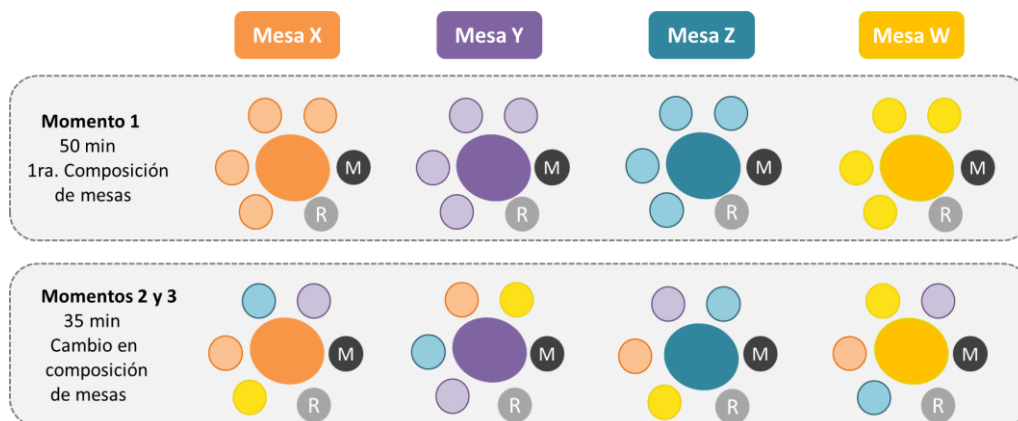 Mesa X
Mesa Y
Mesa Z
Mesa W
Momento 1
50 min
1ra. Composición
de mesas
M
R
M
R
M
R
M
R
Momentos 2 y 3
35 min
Cambio en
composición
de mesas
M
R
M
R
M
R
M
R